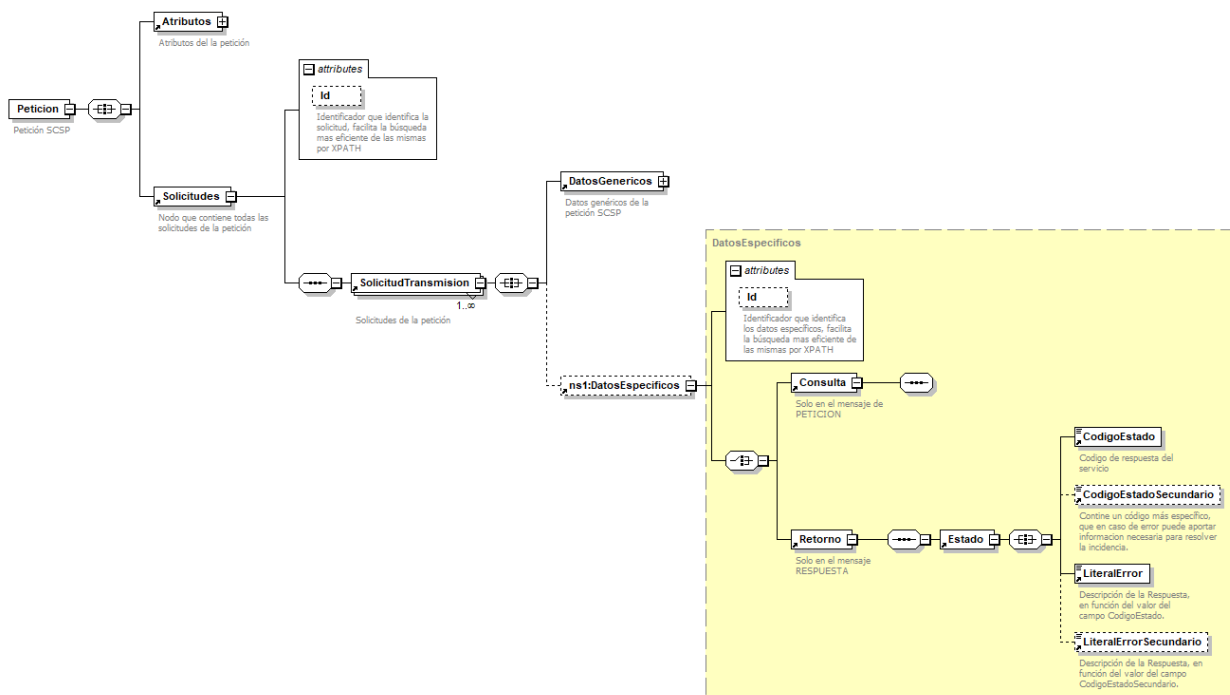 Atributos
Atributos del la petición
attributes
Id
Identificador que identifica la
solicitud, facilita la búsqueda
mas eficiente de las mismas
por XPATH
Peticion
Petición SCSP
Solicitudes
Nodo que contiene todas las
solicitudes de la petición
DatosGenericos
Datos genéricos de la
petición SCSP
SolicitudTransmision
1..∞
Solicitudes de la petición
DatosEspecificos
attributes
Id
Identificador que identifica
los datos específicos, facilita
la búsqueda mas eficiente de
las mismas por XPATH
ns1:DatosEspecificos
Consulta
Solo en el mensaje de
PETICION
CodigoEstado
Codigo de respuesta del
servicio
CodigoEstadoSecundario
Contine un código más específico,
que en caso de error puede aportar
informacion necesaria para resolver
la incidencia.
Retorno
Solo en el mensaje
RESPUESTA
Estado
LiteralError
Descripción de la Respuesta,
en función del valor del
campo CodigoEstado.
LiteralErrorSecundario
Descripción de la Respuesta, en
función del valor del campo
CodigoEstadoSecundario.